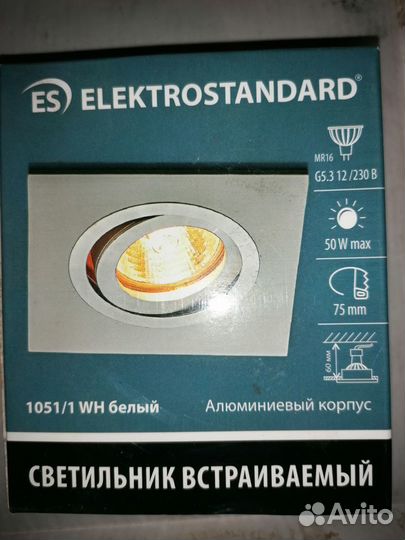 ES ELEKTROSTANDARD®
MR16
G5.3 12 /230 В
50 W max
75 mm
60 мм
1051/1 WH белый
Алюминиевый корпус
СВЕТИЛЬНИК ВСТРАИВАЕМЫЙ
Avito